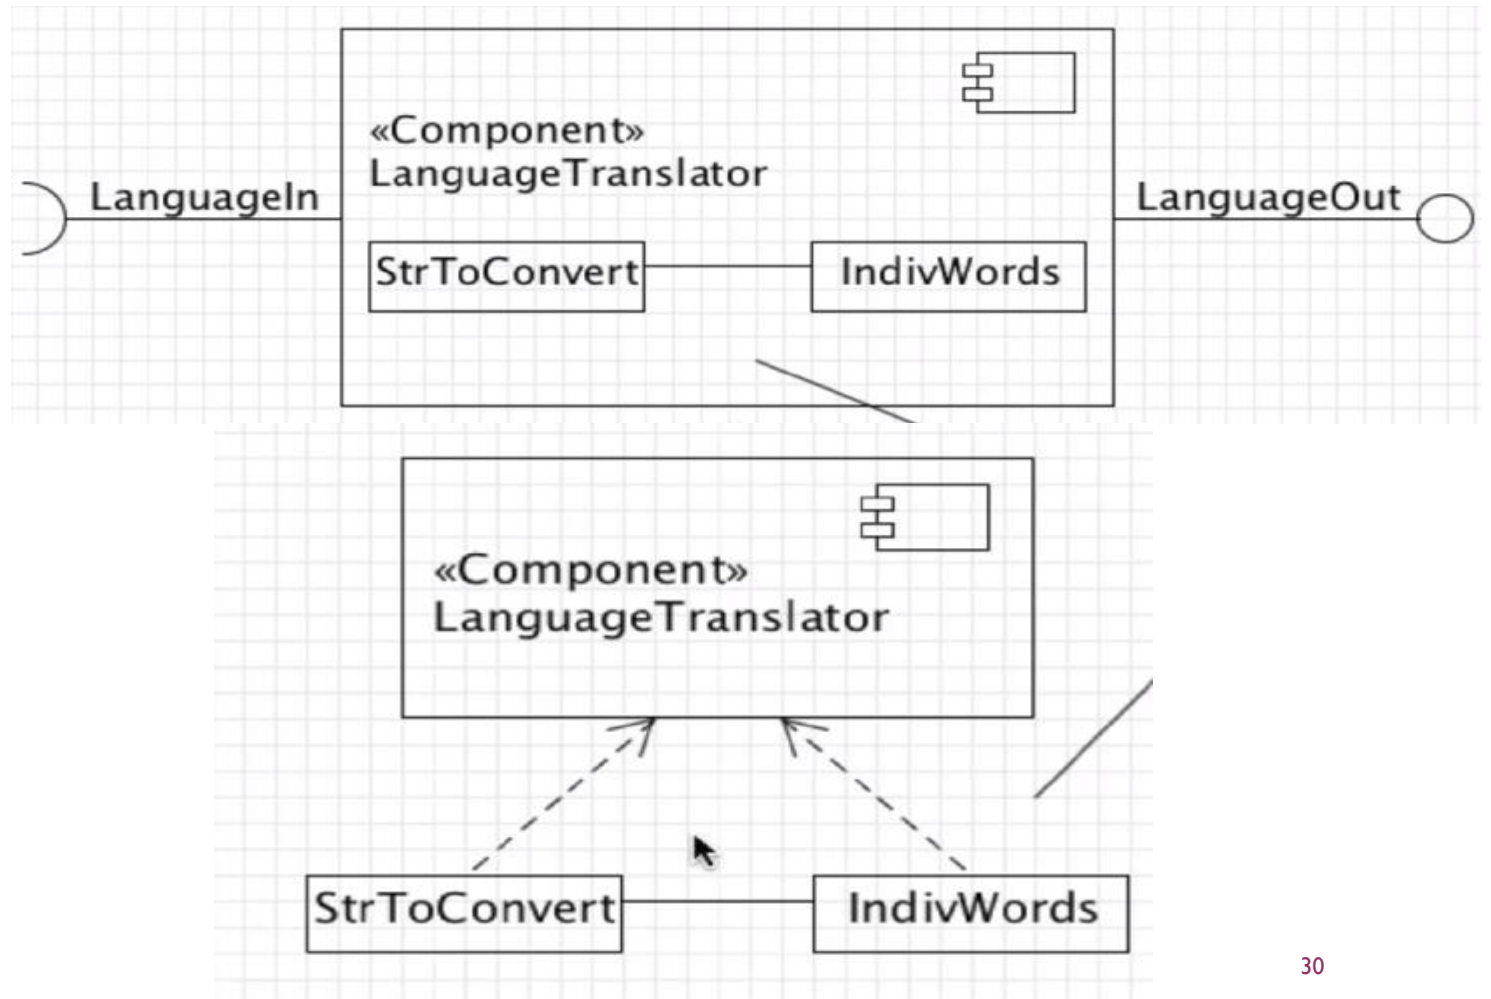 «Component»
LanguageTranslator
LanguageIn
LanguageOut
StrToConvert
IndivWords
«Component»
LanguageTranslator
StrToConvert
IndivWords
30